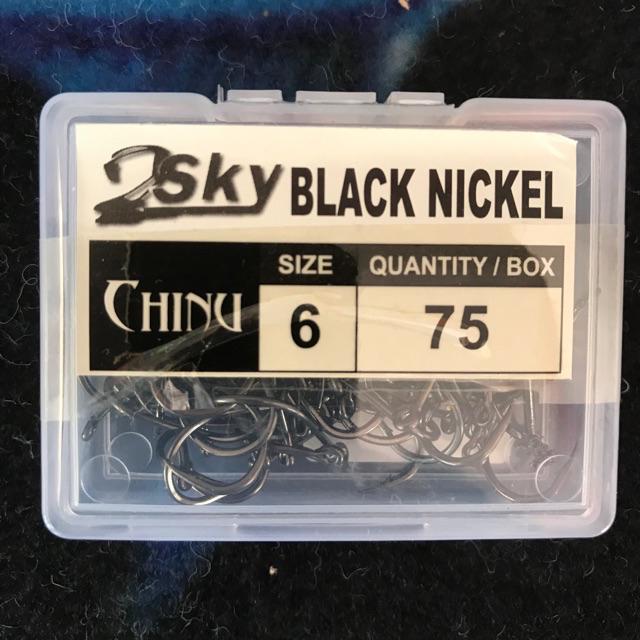 2Sky BLACK NICKEL
CHINU
SIZE QUANTITY / BOX
6 75